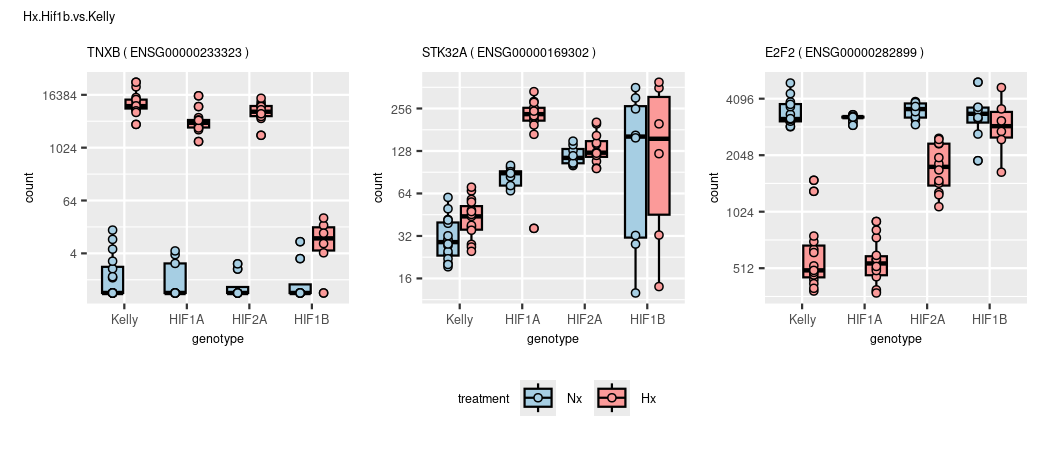 Hx.Hif1b.vs.Kelly
TNXB ( ENSG00000233323 )
count
16384
1024
64
4
Kelly HIF1A HIF2A HIF1B
genotype
STK32A ( ENSG00000169302 )
count
256
128
64
32
16
Kelly HIF1A HIF2A HIF1B
genotype
E2F2 ( ENSG00000282899 )
count
4096
2048
1024
512
Kelly HIF1A HIF2A HIF1B
genotype
treatment Nx Hx